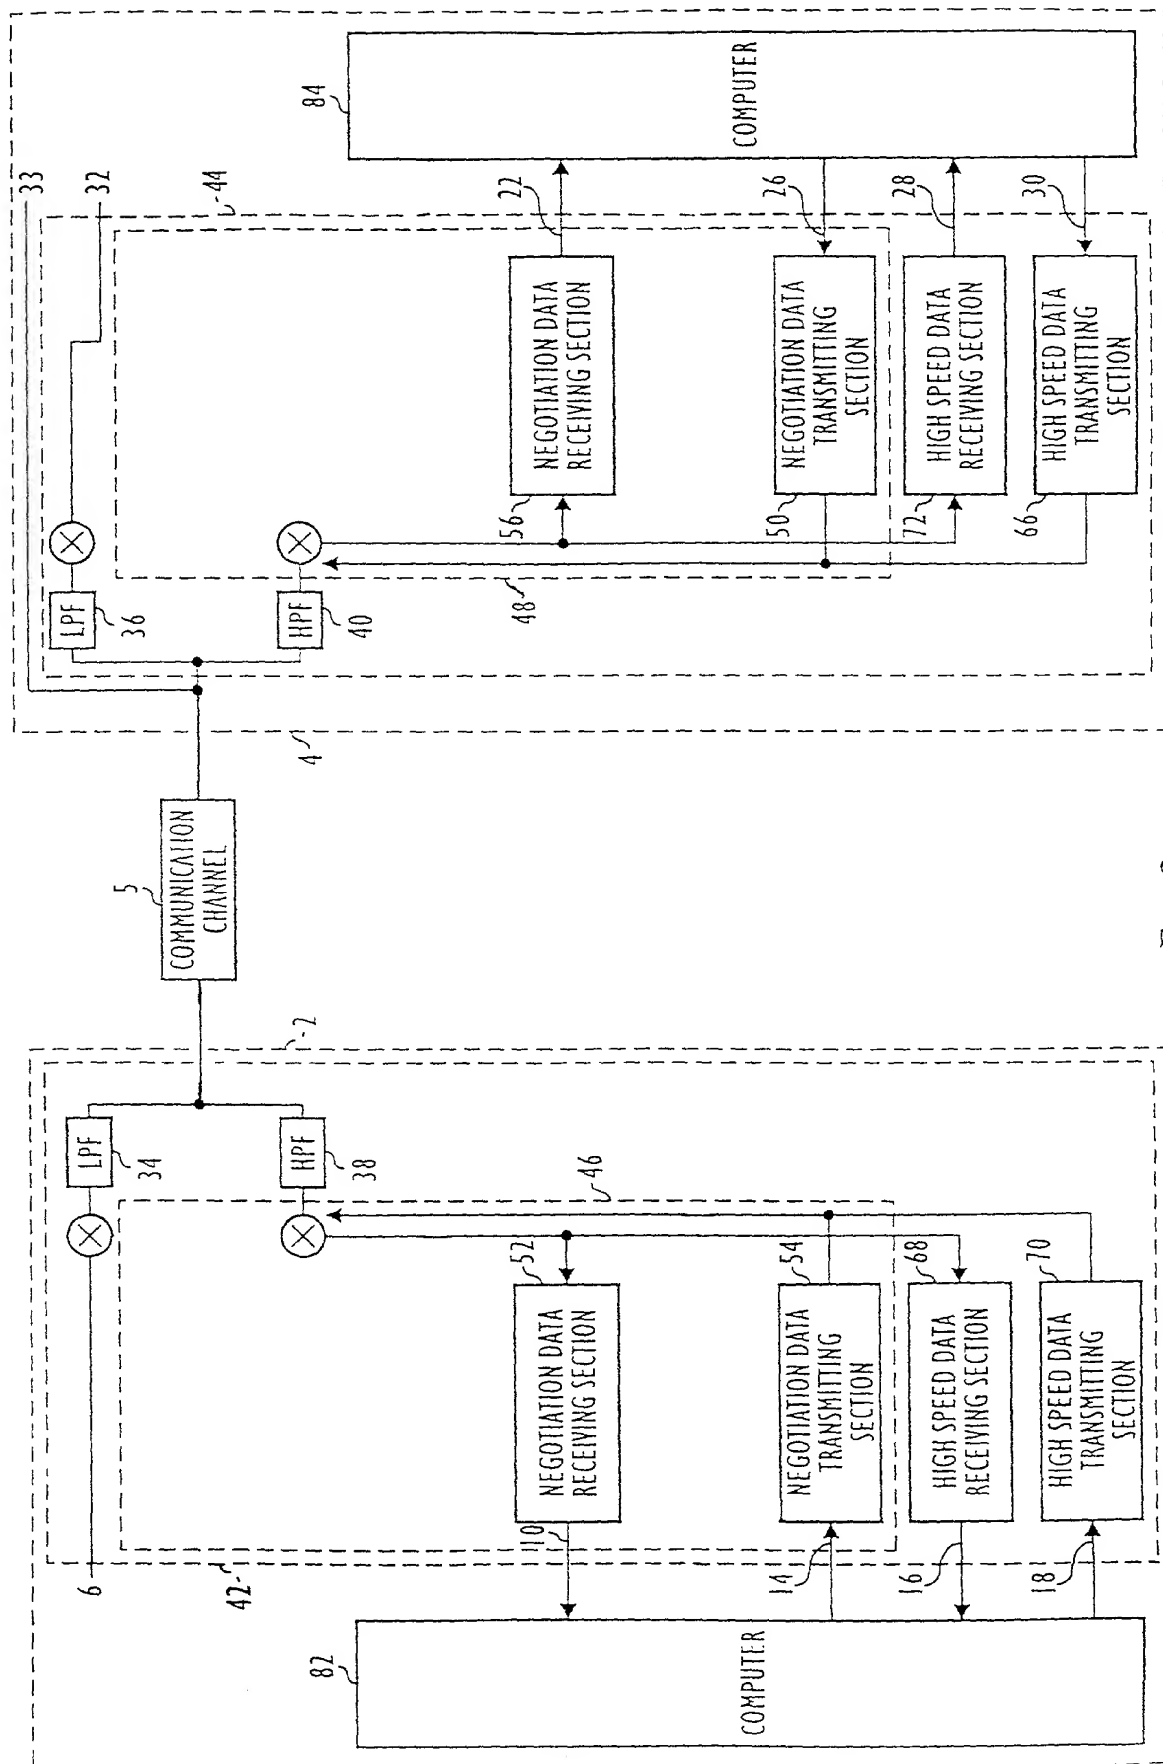 82
COMPUTER
6
42
10
14
16
18
NEGOTIATION DATA
RECEIVING SECTION
52
NEGOTIATION DATA
TRANSMITTING
SECTION
54
HIGH SPEED DATA
RECEIVING SECTION
68
HIGH SPEED DATA
TRANSMITTING
SECTION
70
46
LPF
34
HPF
38
2
5
COMMUNICATION
CHANNEL
4
LPF
36
HPF
40
48
56
NEGOTIATION DATA
RECEIVING SECTION
50
NEGOTIATION DATA
TRANSMITTING
SECTION
72
HIGH SPEED DATA
RECEIVING SECTION
66
HIGH SPEED DATA
TRANSMITTING
SECTION
33
32
44
22
26
28
30
84
COMPUTER